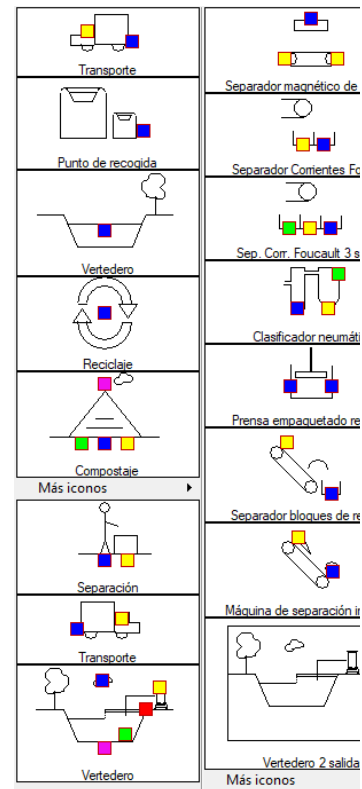 Transporte
Punto de recogida
Vertedero
Reciclaje
Compostaje
Más iconos
Separación
Transporte
Vertedero
Separador magnético de
Separador Corrientes Fo
Sep. Corr. Foucault 3 s
Clasificador neumáti
Prensa empaquetado re
Separador bloques de re
Máquina de separación in
Vertedero 2 salida
Más iconos